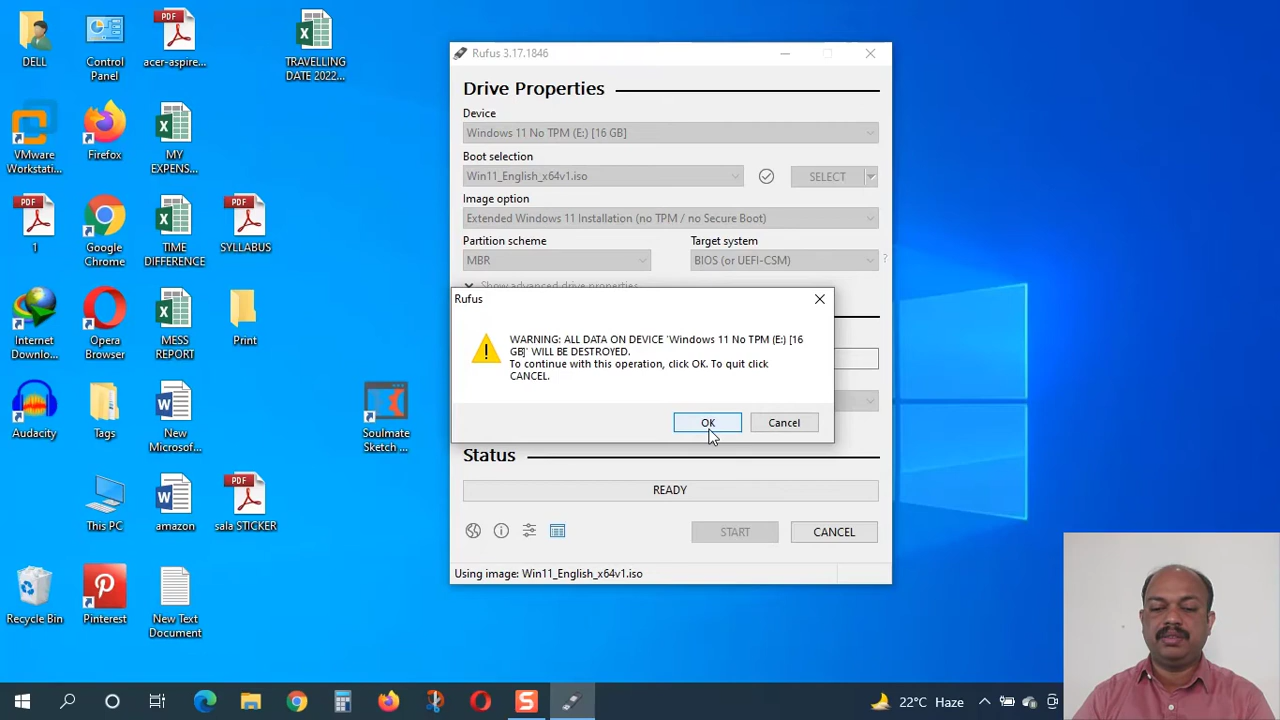 DELL
Control
Panel
acer-aspire...
TRAVELLING
DATE 2022...
VMware
Workstati...
Firefox
MY
EXPENS...
1
Google
Chrome
TIME
DIFFERENCE
SYLLABUS
Internet
Downlo...
Opera
Browser
MESS
REPORT
Print
Audacity
Tags
New
Microsof...
Soulmate
Sketch ...
This PC
amazon
sala STICKER
Recycle Bin
Pinterest
New Text
Document
Rufus 3.17.1846
Drive Properties
Device
Windows 11 No TPM (E:) [16 GB]
Boot selection
Win11_English_x64v1.iso
SELECT
Image option
Extended Windows 11 Installation (no TPM / no Secure Boot)
Partition scheme
Target system
MBR
BIOS (or UEFI-CSM)
?
Show advanced drive properties
Rufus
WARNING: ALL DATA ON DEVICE 'Windows 11 No TPM (E:) [16
GB]' WILL BE DESTROYED.
To continue with this operation, click OK. To quit click
CANCEL.
OK
Cancel
Status
READY
START
CANCEL
Using image: Win11_English_x64v1.iso
22°C Haze